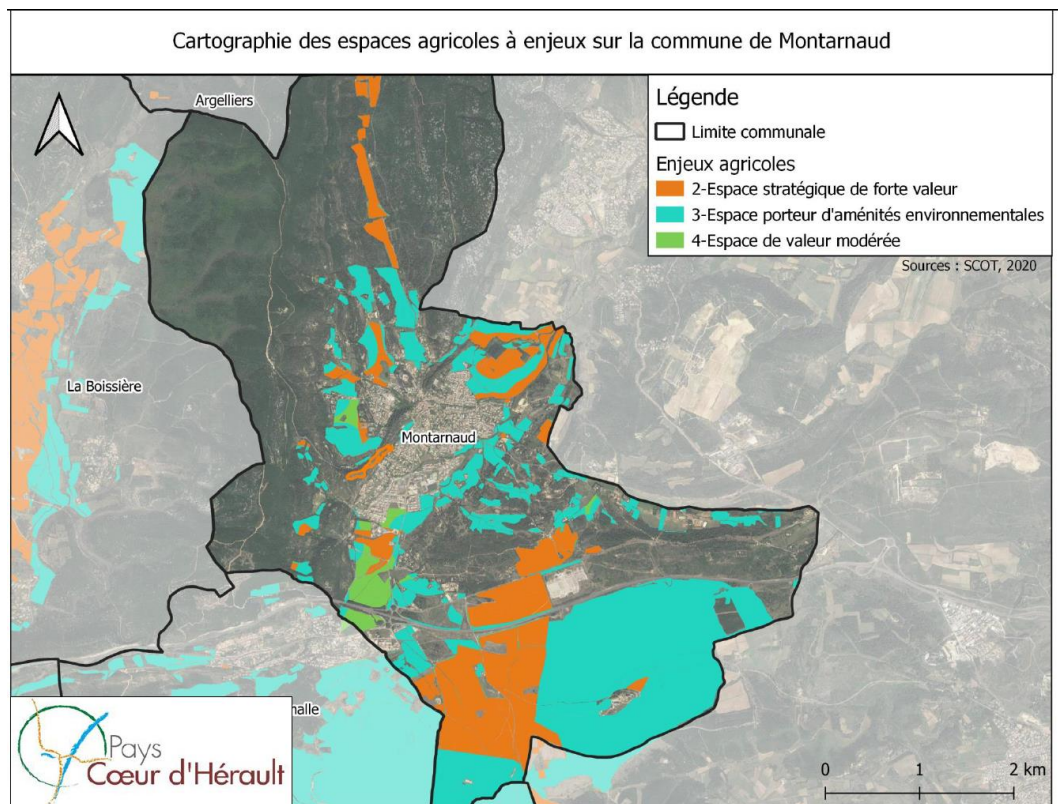 Cartographie des espaces agricoles à enjeux sur la commune de Montarnaud
Argelliers
Légende
Limite communale
Enjeux agricoles
2-Espace stratégique de forte valeur
3-Espace porteur d'aménités environnementales
4-Espace de valeur modérée
Sources : SCOT, 2020
La Boissière
Montarnaud
nalle
Pays
Cœur d'Hérault
0 1 2 km